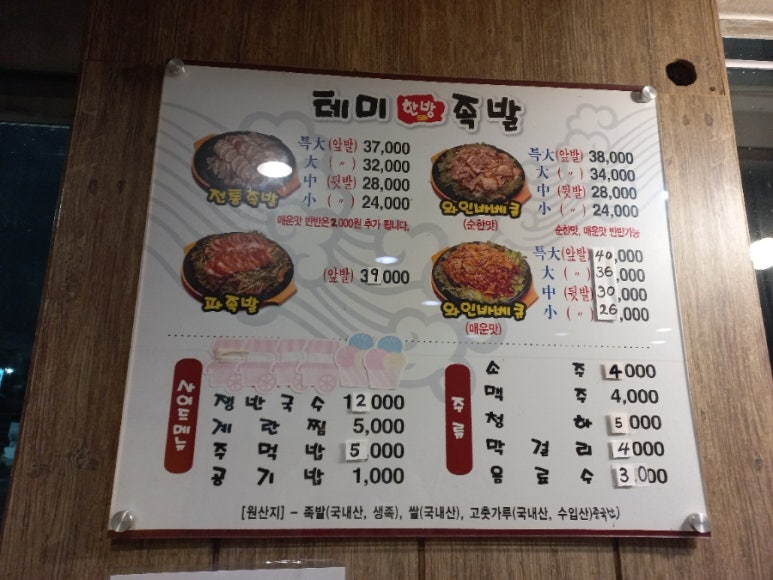 테미 한방 족발
특大 (앞발) 37,000
大 ( 〃 ) 32,000
中 (뒷발) 28,000
小 ( 〃 ) 24,000
전통족발
매운맛 반반은 2,000원 추가 됩니다.
특大 (앞발) 38,000
大 ( 〃 ) 34,000
中 (뒷발) 28,000
小 ( 〃 ) 24,000
와인바베큐
(순한맛)
순한맛, 매운맛 반반가능
(앞발) 39,000
파족발
특大 (앞발) 40,000
大 ( 〃 ) 36,000
中 (뒷발) 30,000
小 ( 〃 ) 26,000
와인바베큐
(매운맛)
사이드메뉴
쟁반국수 12,000
계란찜 5,000
주먹밥 5,000
공기밥 1,000
주류
소주 4000
맥주 4,000
청하 5000
막걸리 4000
음료수 3,000
[원산지] - 족발(국내산, 생족), 쌀(국내산), 고춧가루(국내산, 수입산)중국산)